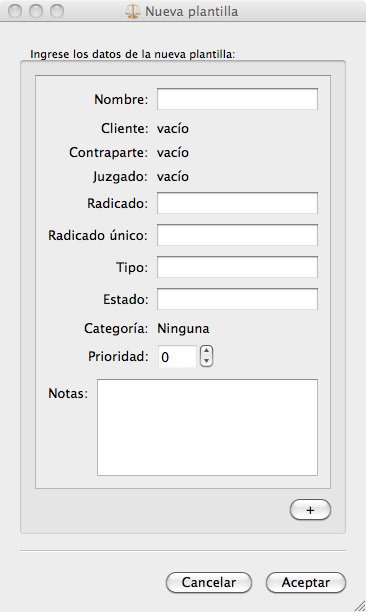 Nueva plantilla
Ingrese los datos de la nueva plantilla:
Nombre:
Cliente: vacío
Contraparte: vacío
Juzgado: vacío
Radicado:
Radicado único:
Tipo:
Estado:
Categoría: Ninguna
Prioridad: 0
Notas:
+
Cancelar Aceptar